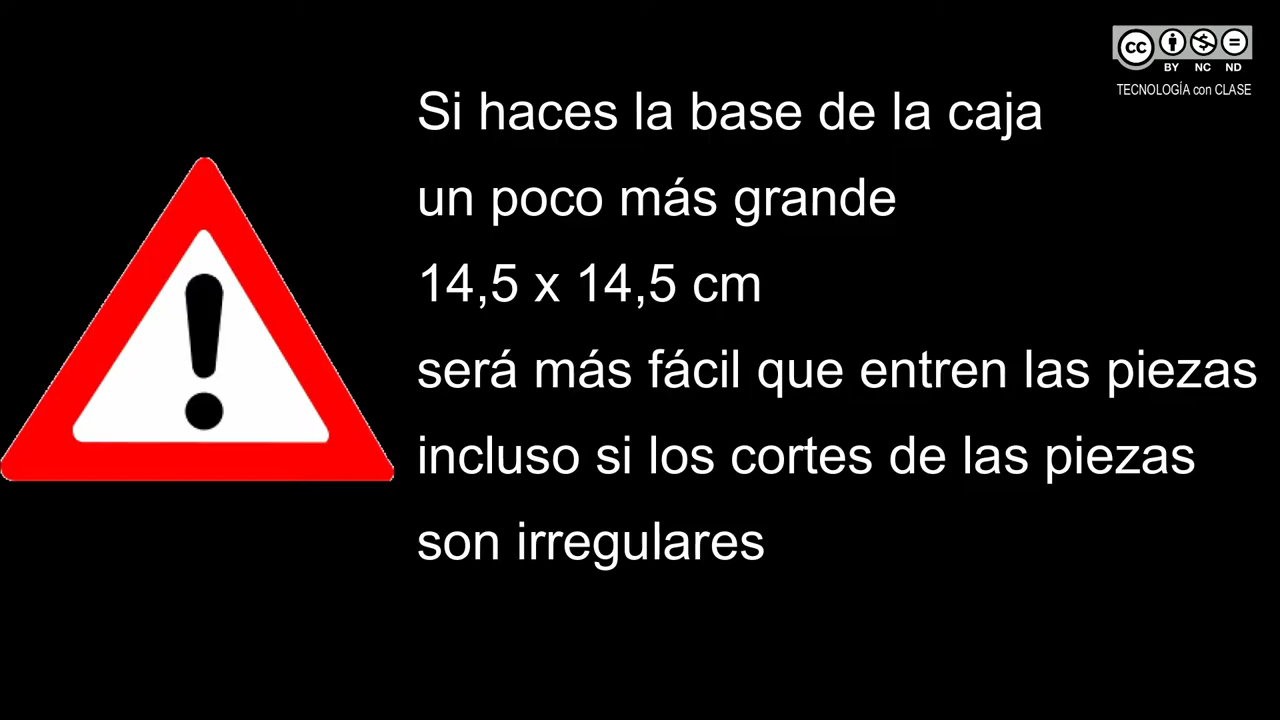 cc
BY NC ND
TECNOLOGÍA con CLASE
Si haces la base de la caja
un poco más grande
14,5 x 14,5 cm
será más fácil que entren las piezas
incluso si los cortes de las piezas
son irregulares